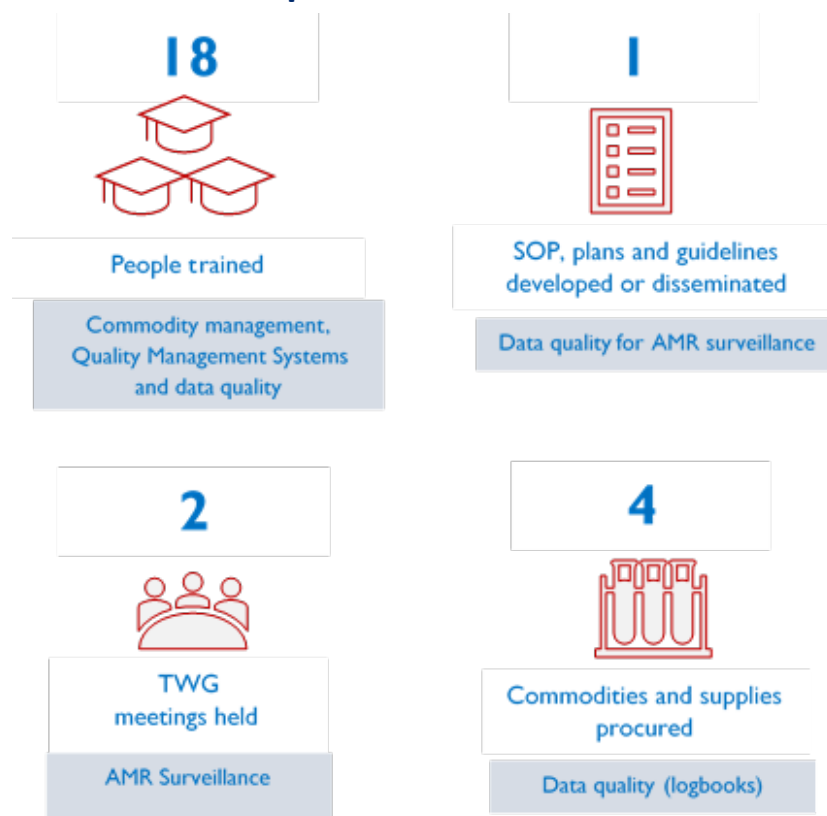 18
People trained
Commodity management,
Quality Management Systems
and data quality
1
SOP, plans and guidelines
developed or disseminated
Data quality for AMR surveillance
2
TWG
meetings held
AMR Surveillance
4
Commodities and supplies
procured
Data quality (logbooks)